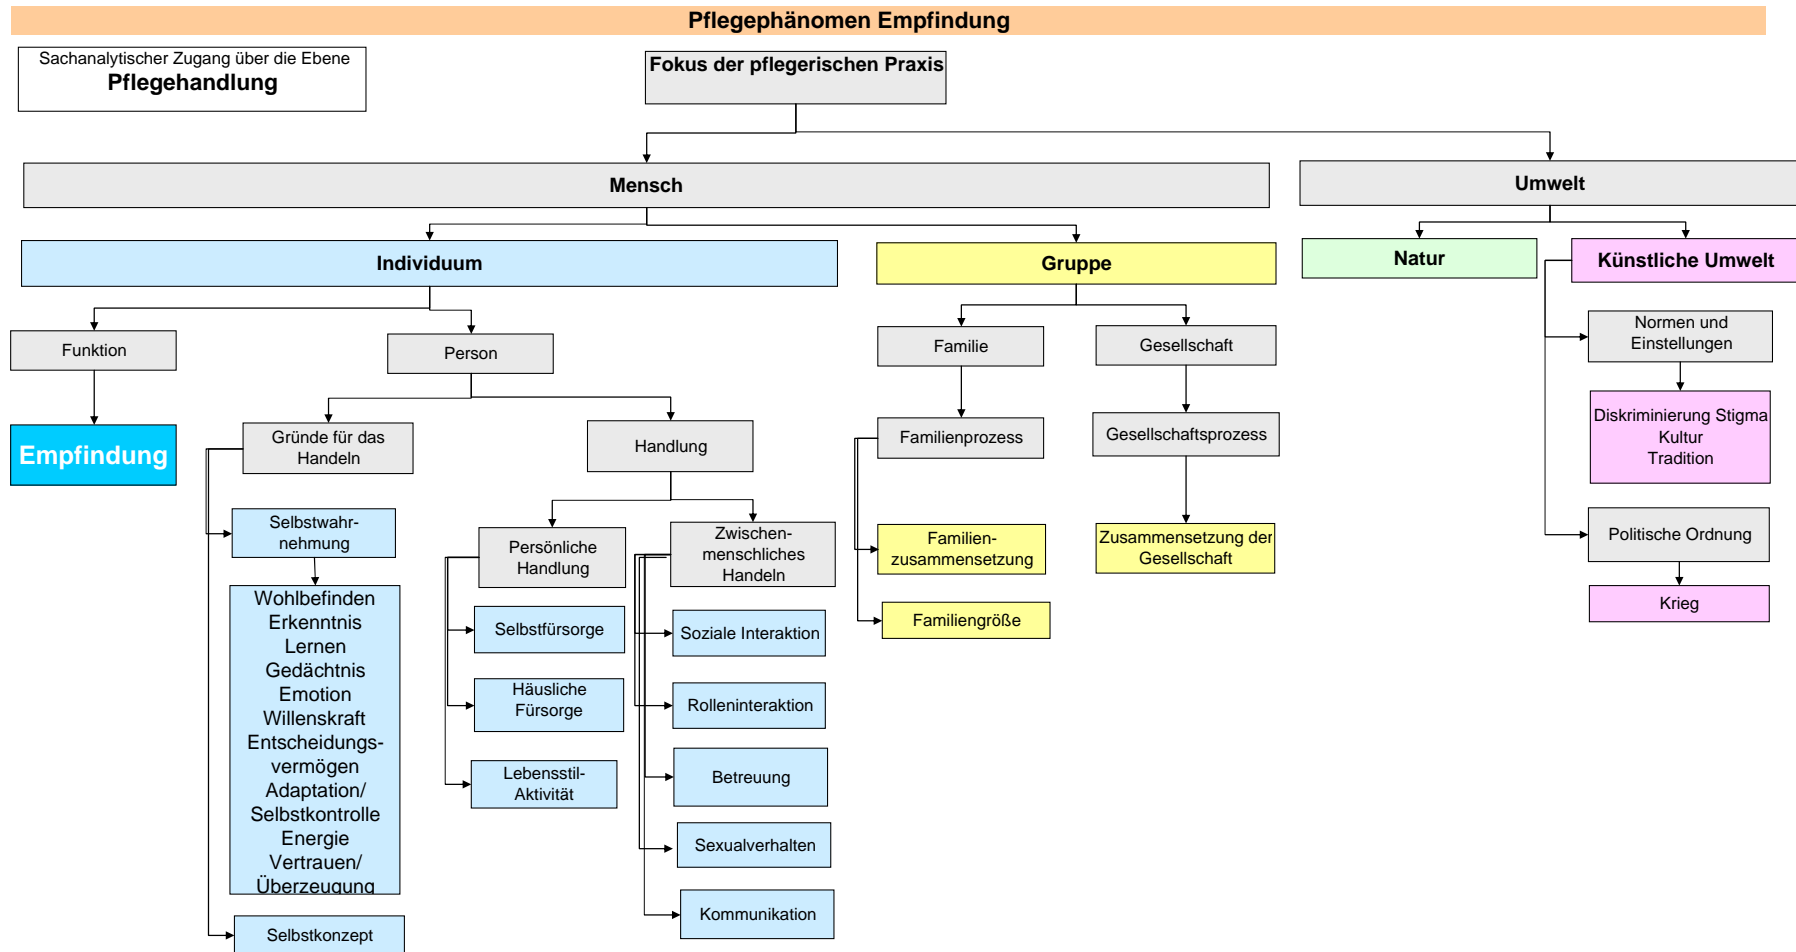 Pflegephänomen Empfindung
Sachanalytischer Zugang über die Ebene
Pflegehandlung
Fokus der pflegerischen Praxis
Mensch
Umwelt
Individuum
Gruppe
Natur
Künstliche Umwelt
Funktion
Person
Familie
Gesellschaft
Normen und
Einstellungen
Empfindung
Gründe für das
Handeln
Handlung
Familienprozess
Gesellschaftsprozess
Diskriminierung Stigma
Kultur
Tradition
Selbstwahr-
nehmung
Persönliche
Handlung
Zwischen-
menschliches
Handeln
Familien-
zusammensetzung
Zusammensetzung der
Gesellschaft
Politische Ordnung
Wohlbefinden
Erkenntnis
Lernen
Gedächtnis
Emotion
Willenskraft
Entscheidungs-
vermögen
Adaptation/
Selbstkontrolle
Energie
Vertrauen/
Überzeugung
Selbstfürsorge
Soziale Interaktion
Familiengröße
Krieg
Häusliche
Fürsorge
Rolleninteraktion
Lebensstil-
Aktivität
Betreuung
Sexualverhalten
Kommunikation
Selbstkonzept